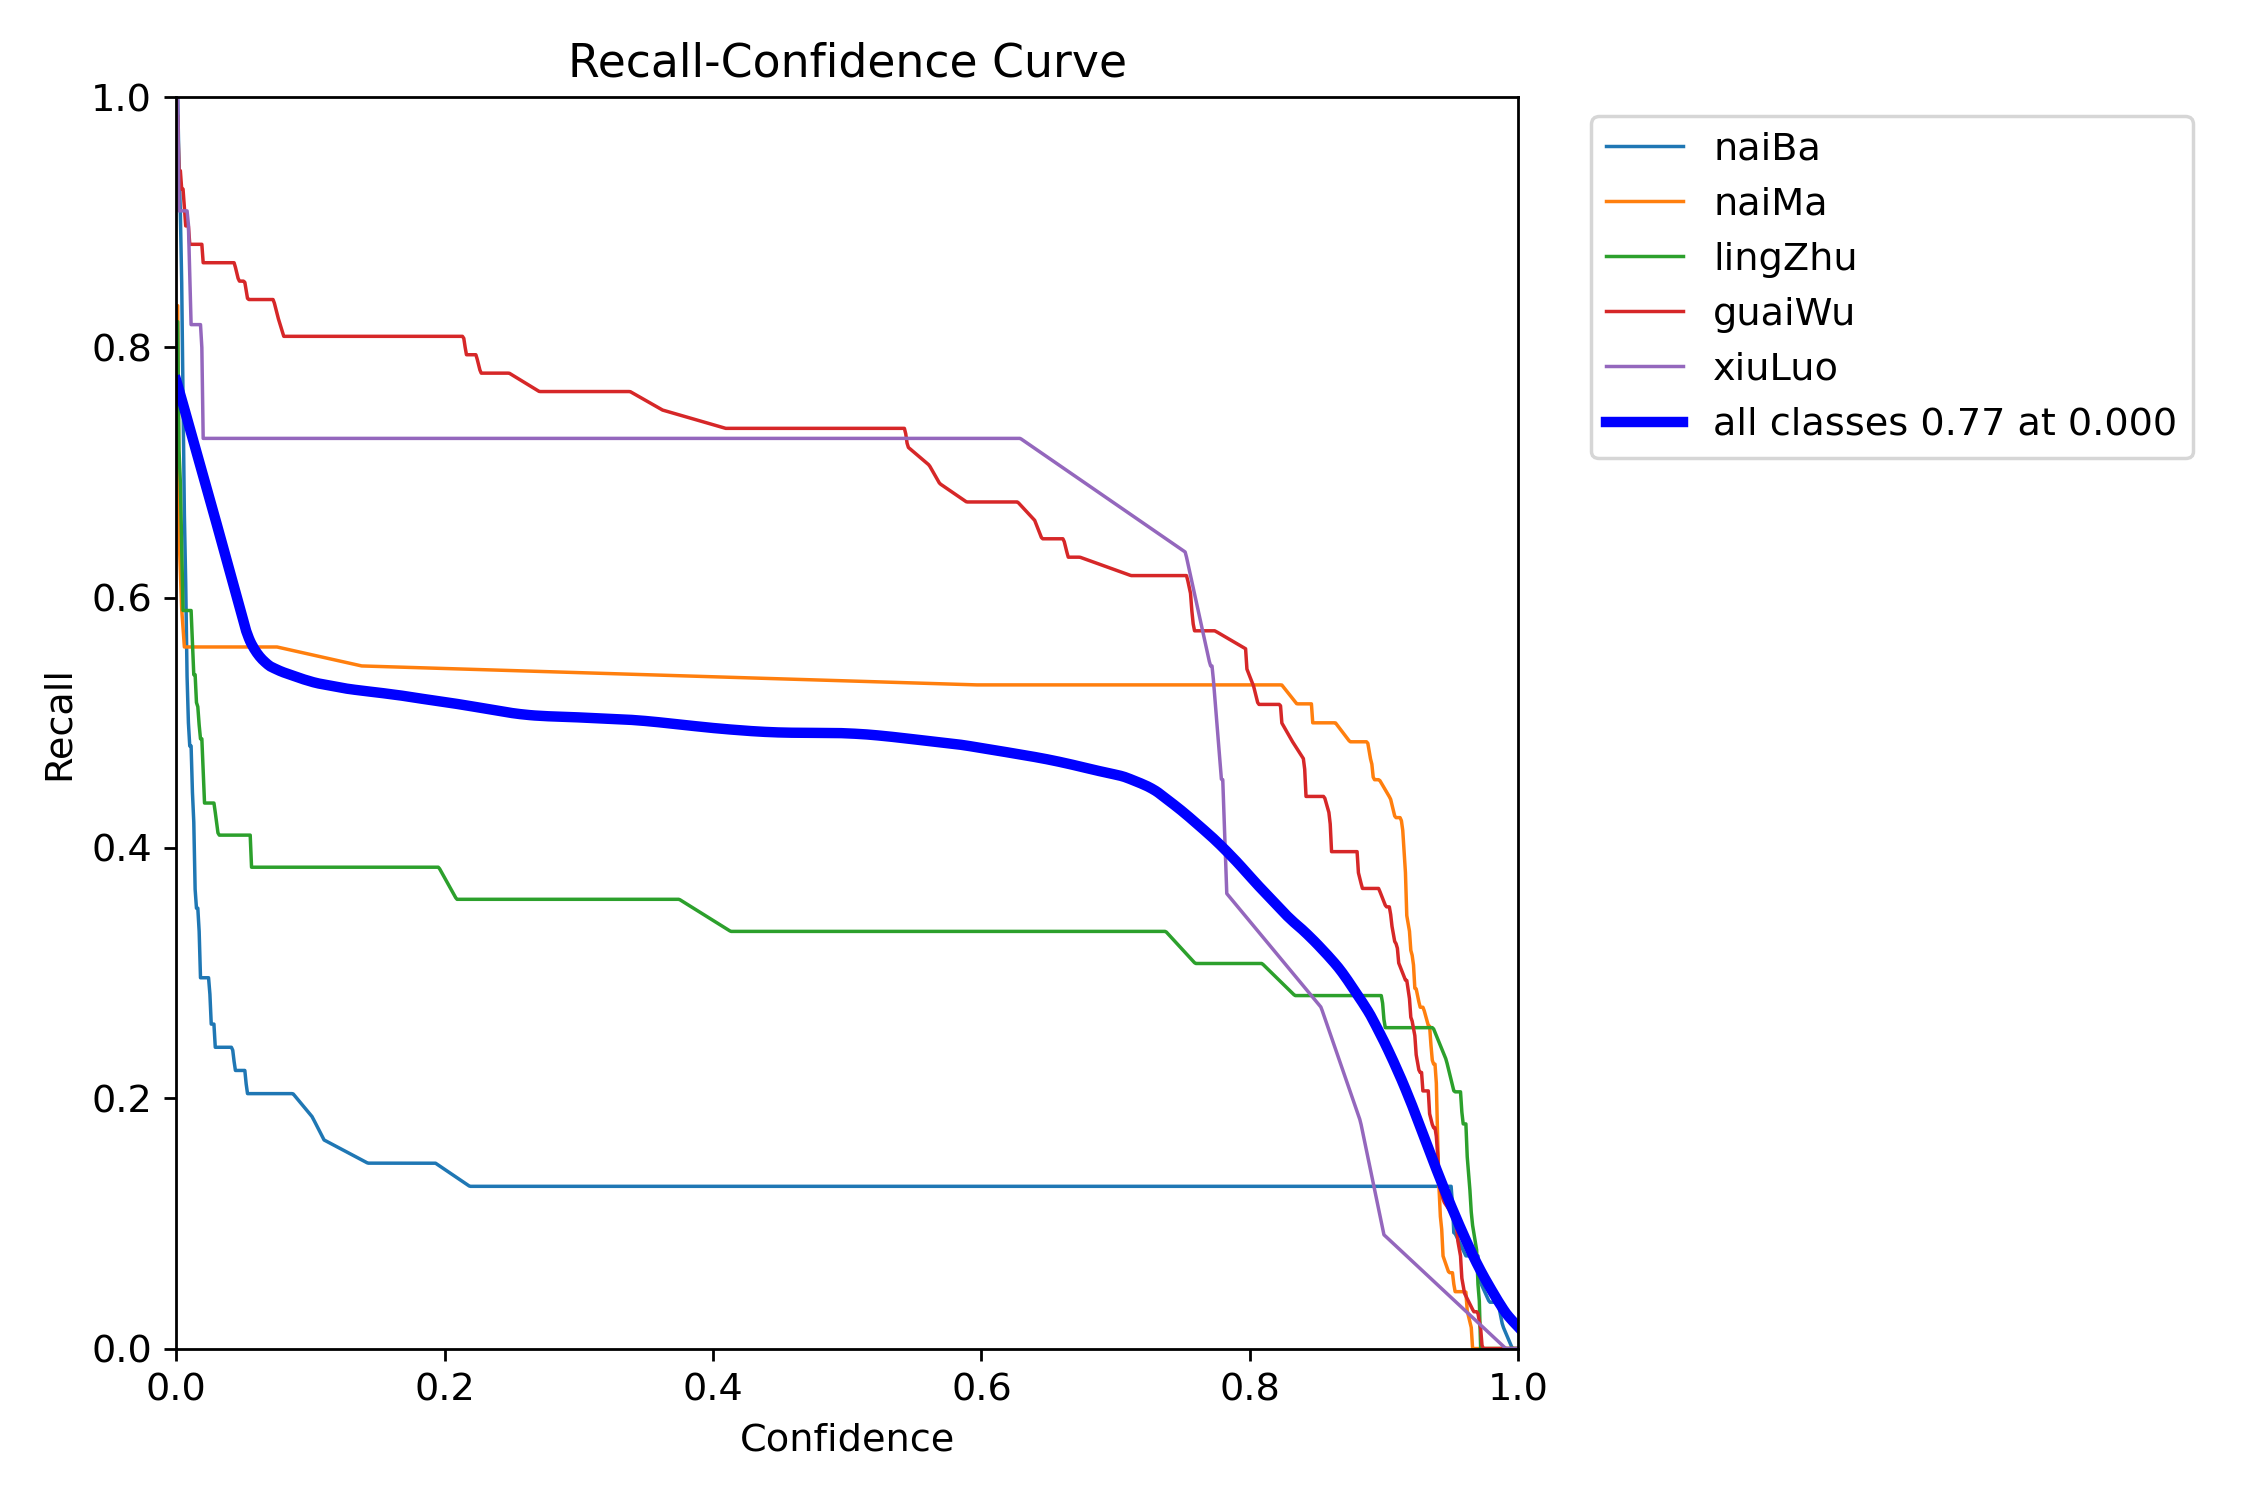 Recall-Confidence Curve
1.0
0.8
0.6
0.4
0.2
0.0
Recall
0.0 0.2 0.4 0.6 0.8 1.0
Confidence
naiBa
naiMa
lingZhu
guaiWu
xiuLuo
all classes 0.77 at 0.000